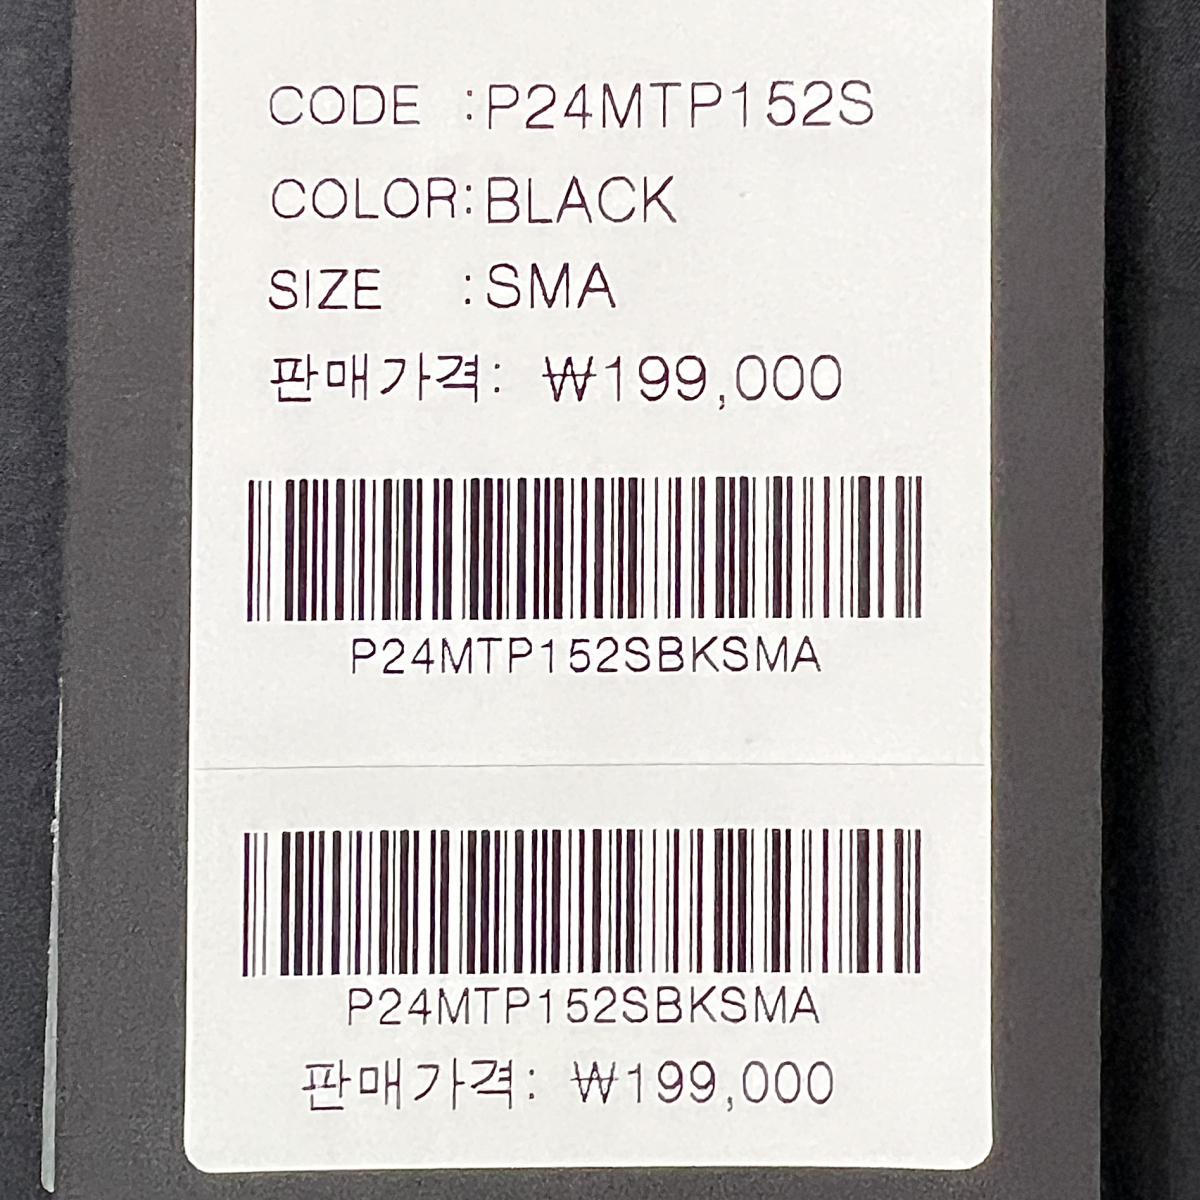 CODE :P24MTP152S
COLOR:BLACK
SIZE :SMA
판매가격: ₩199,000
P24MTP152SBKSMA
P24MTP152SBKSMA
판매가격: ₩199,000